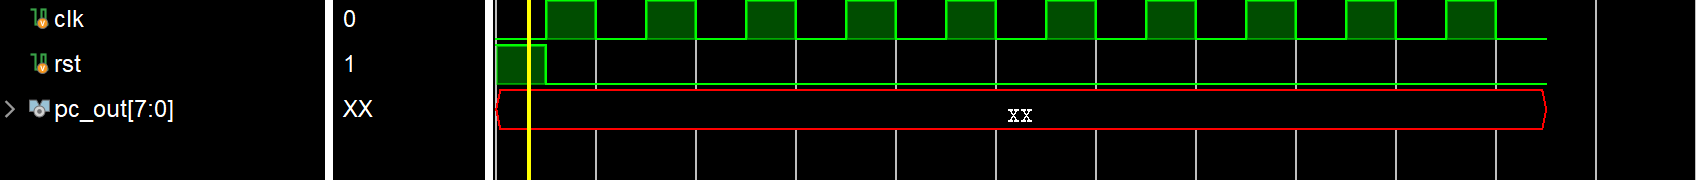 clk 0
rst 1
pc_out[7:0] XX XX